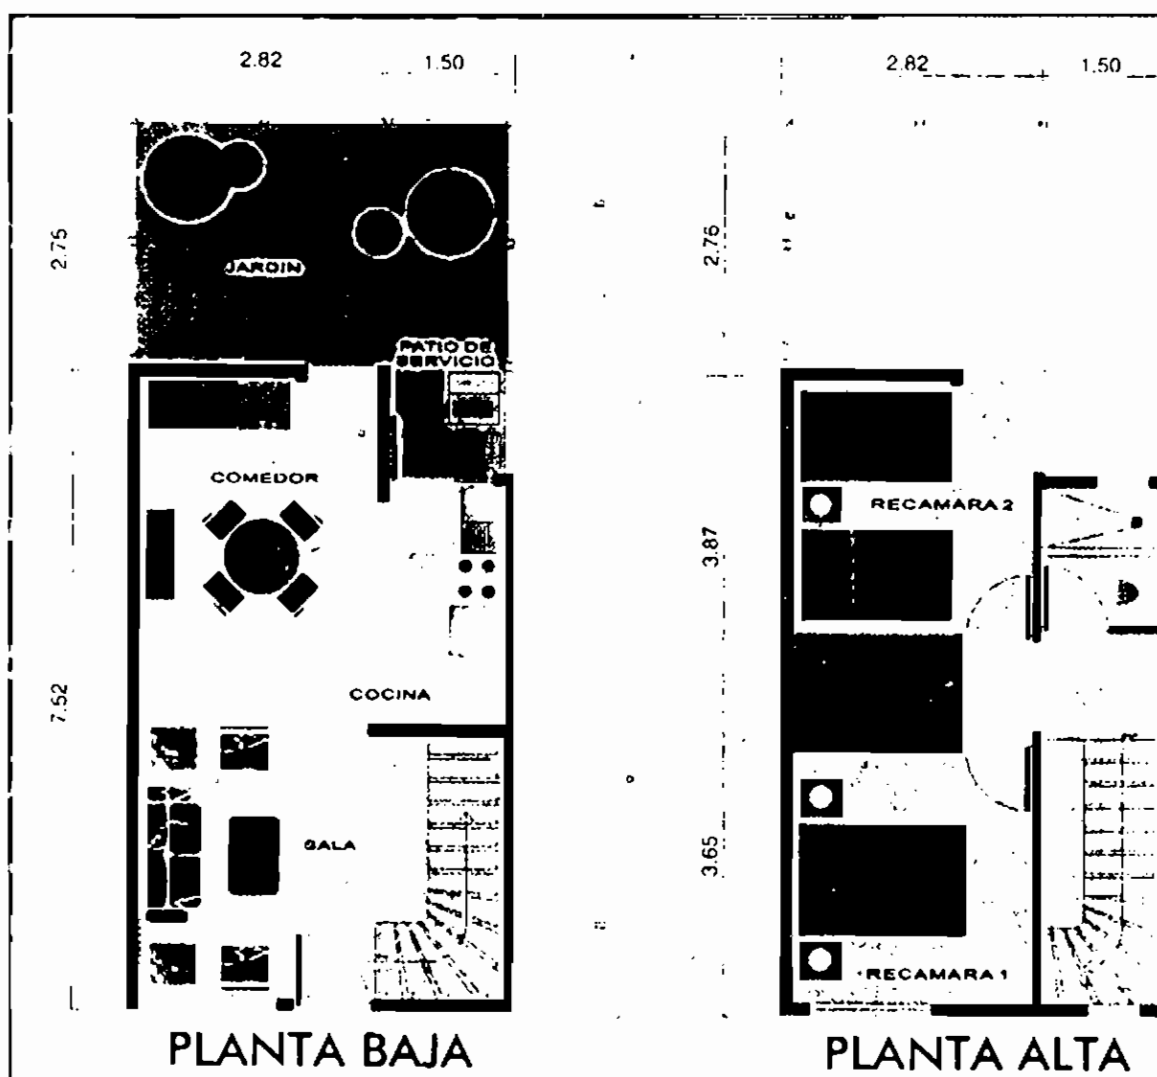 2.82 1.50
2.75
JARDIN
PATIO DE
SERVICIO
COMEDOR
7.52
COCINA
SALA
PLANTA BAJA
2.82 1.50
2.75
RECAMARA 2
3.87
3.65
RECAMARA 1
PLANTA ALTA